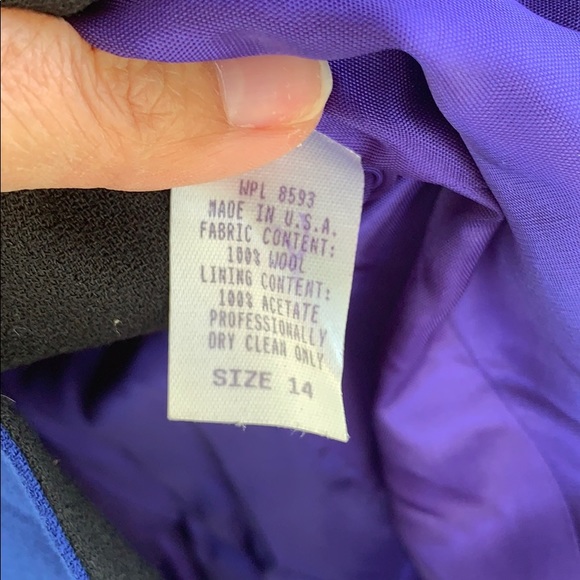 WPL 8593
MADE IN U.S.A.
FABRIC CONTENT:
100% WOOL
LINING CONTENT:
100% ACETATE
PROFESSIONALLY
DRY CLEAN ONLY
SIZE 14